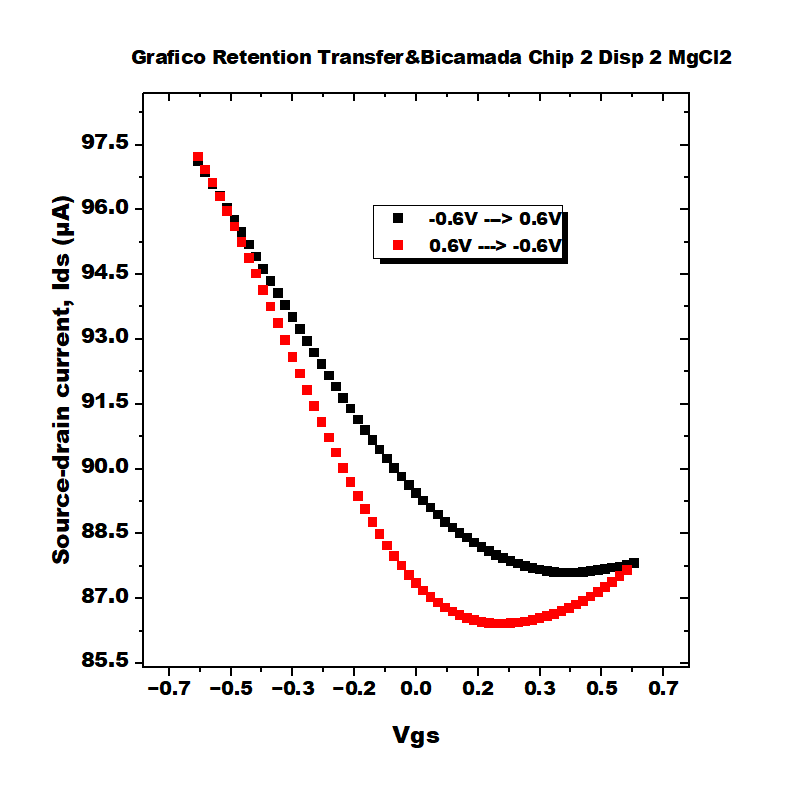 Grafico Retention Transfer&Bicamada Chip 2 Disp 2 MgCl2
97.5
96.0
94.5
93.0
91.5
90.0
88.5
87.0
85.5
Source-drain current, Ids (μA)
-0.6V ---> 0.6V
0.6V ---> -0.6V
−0.7 −0.5 −0.3 −0.2 0.0 0.2 0.3 0.5 0.7
Vgs